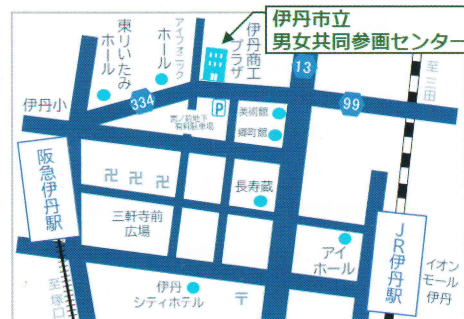 伊丹市立
男女共同参画センター
東リいたみ
ホール
アイフォニック
ホール
伊丹商工
プラザ
13
至三田
334
99
P
伊丹小
宮ノ前地下
有料駐車場
美術館
郷町館
阪急伊丹駅
卍 卍 卍
長寿蔵
三軒寺前
広場
アイ
ホール
JR伊丹駅
イオン
モール
伊丹
至塚口
伊丹
シティホテル
〒